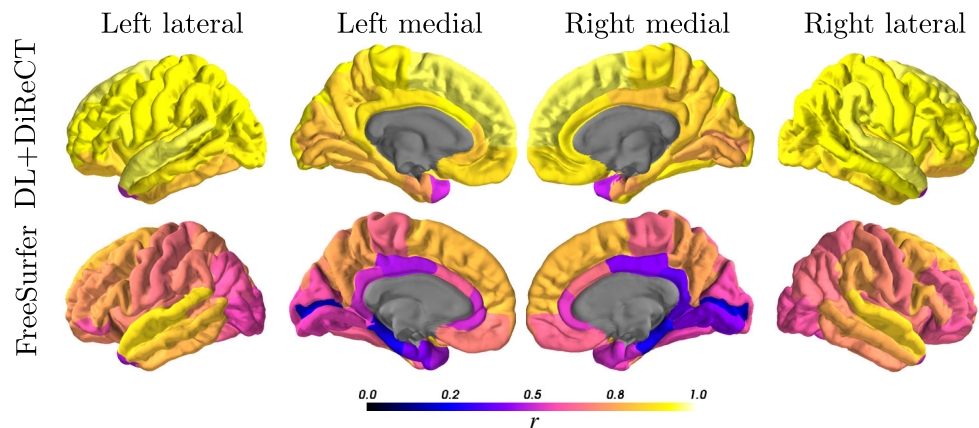 Left lateral Left medial Right medial Right lateral
DL+DiReCT
FreeSurfer
0.0 0.2 0.5 0.8 1.0
r